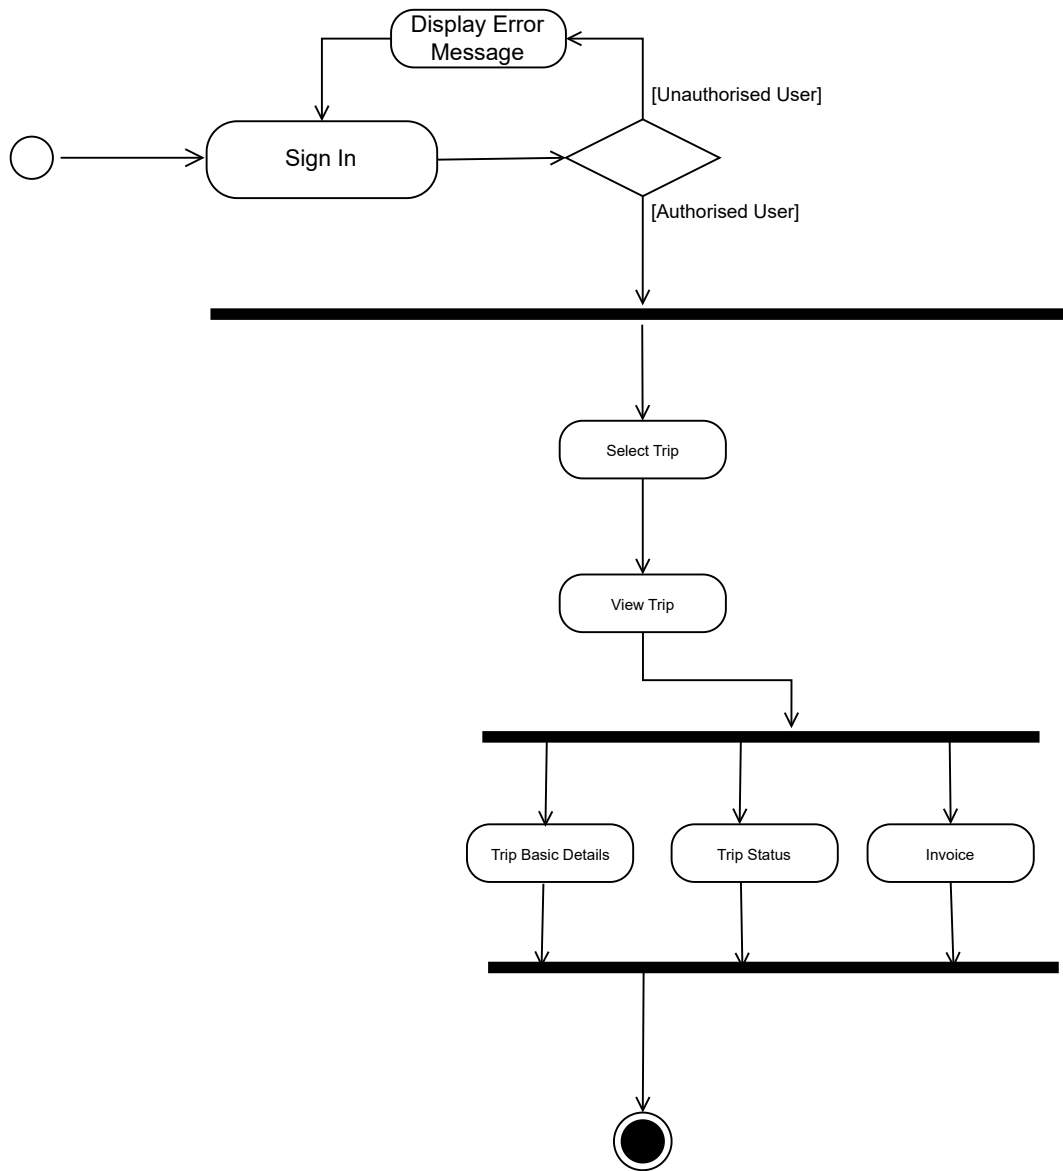 Display Error
Message
[Unauthorised User]
Sign In
[Authorised User]
Select Trip
View Trip
Trip Basic Details
Trip Status
Invoice